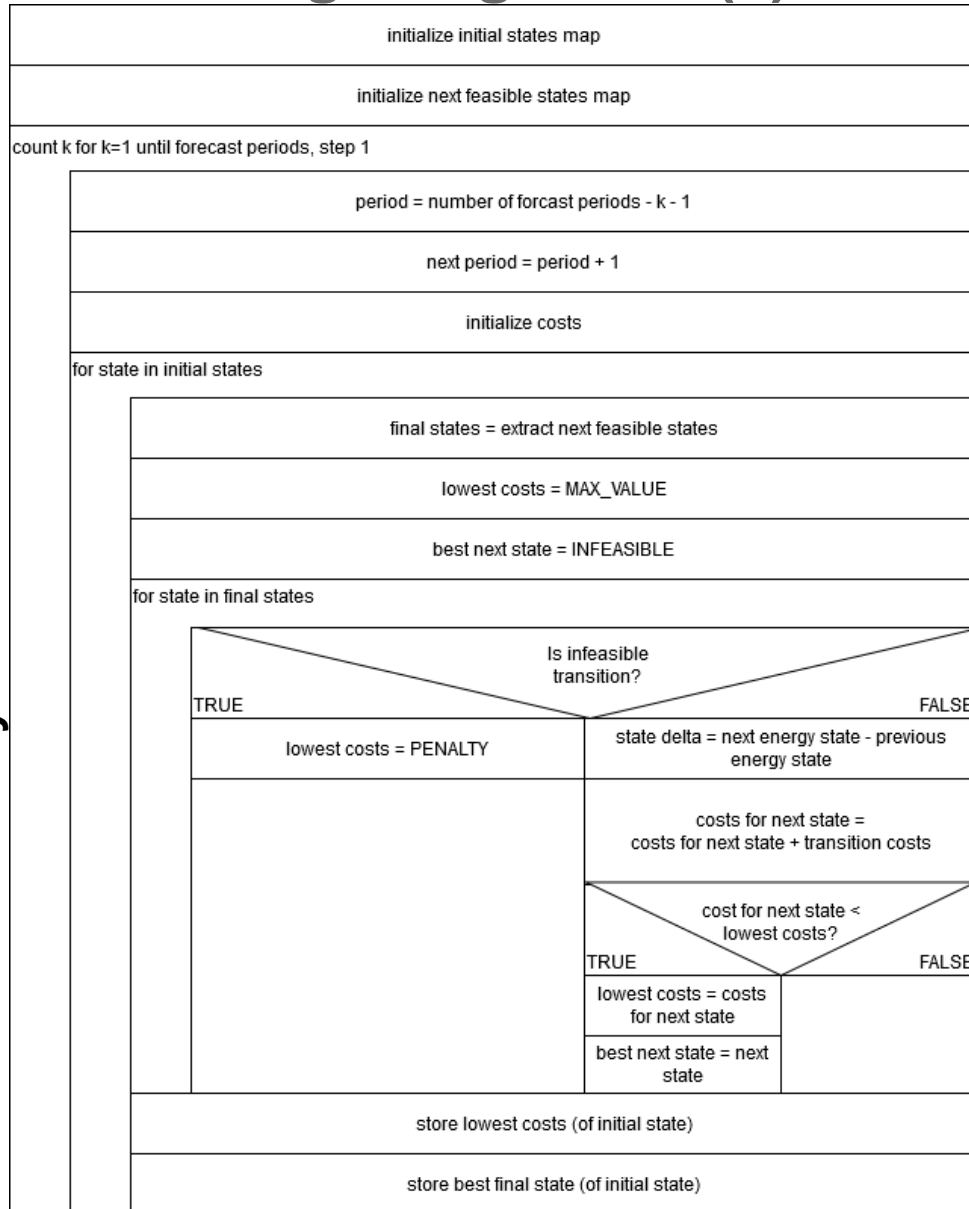 initialize initial states map
initialize next feasible states map
count k for k=1 until forecast periods, step 1
period = number of forcast periods - k - 1
next period = period + 1
initialize costs
for state in initial states
final states = extract next feasible states
lowest costs = MAX_VALUE
best next state = INFEASIBLE
for state in final states
Is infeasible
transition?
TRUE
FALSE
lowest costs = PENALTY
state delta = next energy state - previous
energy state
costs for next state =
costs for next state + transition costs
cost for next state <
lowest costs?
TRUE
FALSE
lowest costs = costs
for next state
best next state = next
state
store lowest costs (of initial state)
store best final state (of initial state)